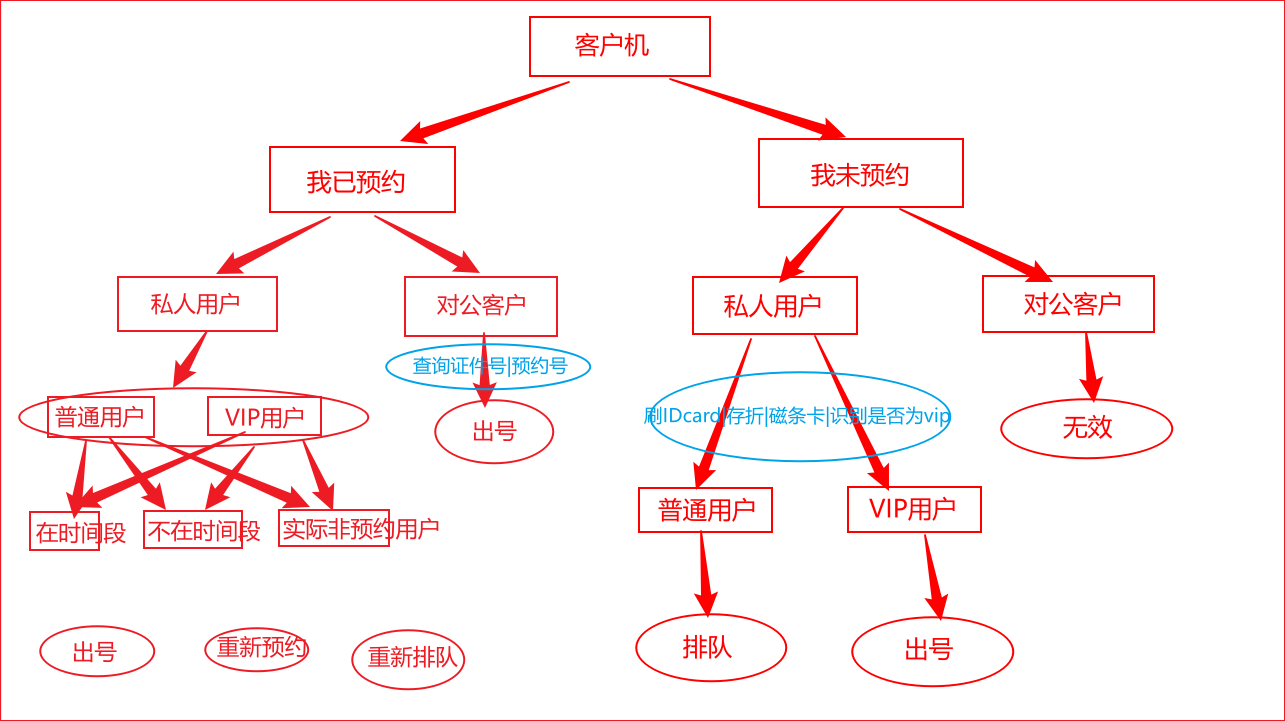 客户机
我已预约
我未预约
私人用户
对公客户
私人用户
对公客户
查询证件号|预约号
普通用户
VIP用户
出号
刷IDcard|存折|磁条卡|识别是否为vip
无效
普通用户
VIP用户
在时间段
不在时间段
实际非预约用户
出号
重新预约
重新排队
排队
出号